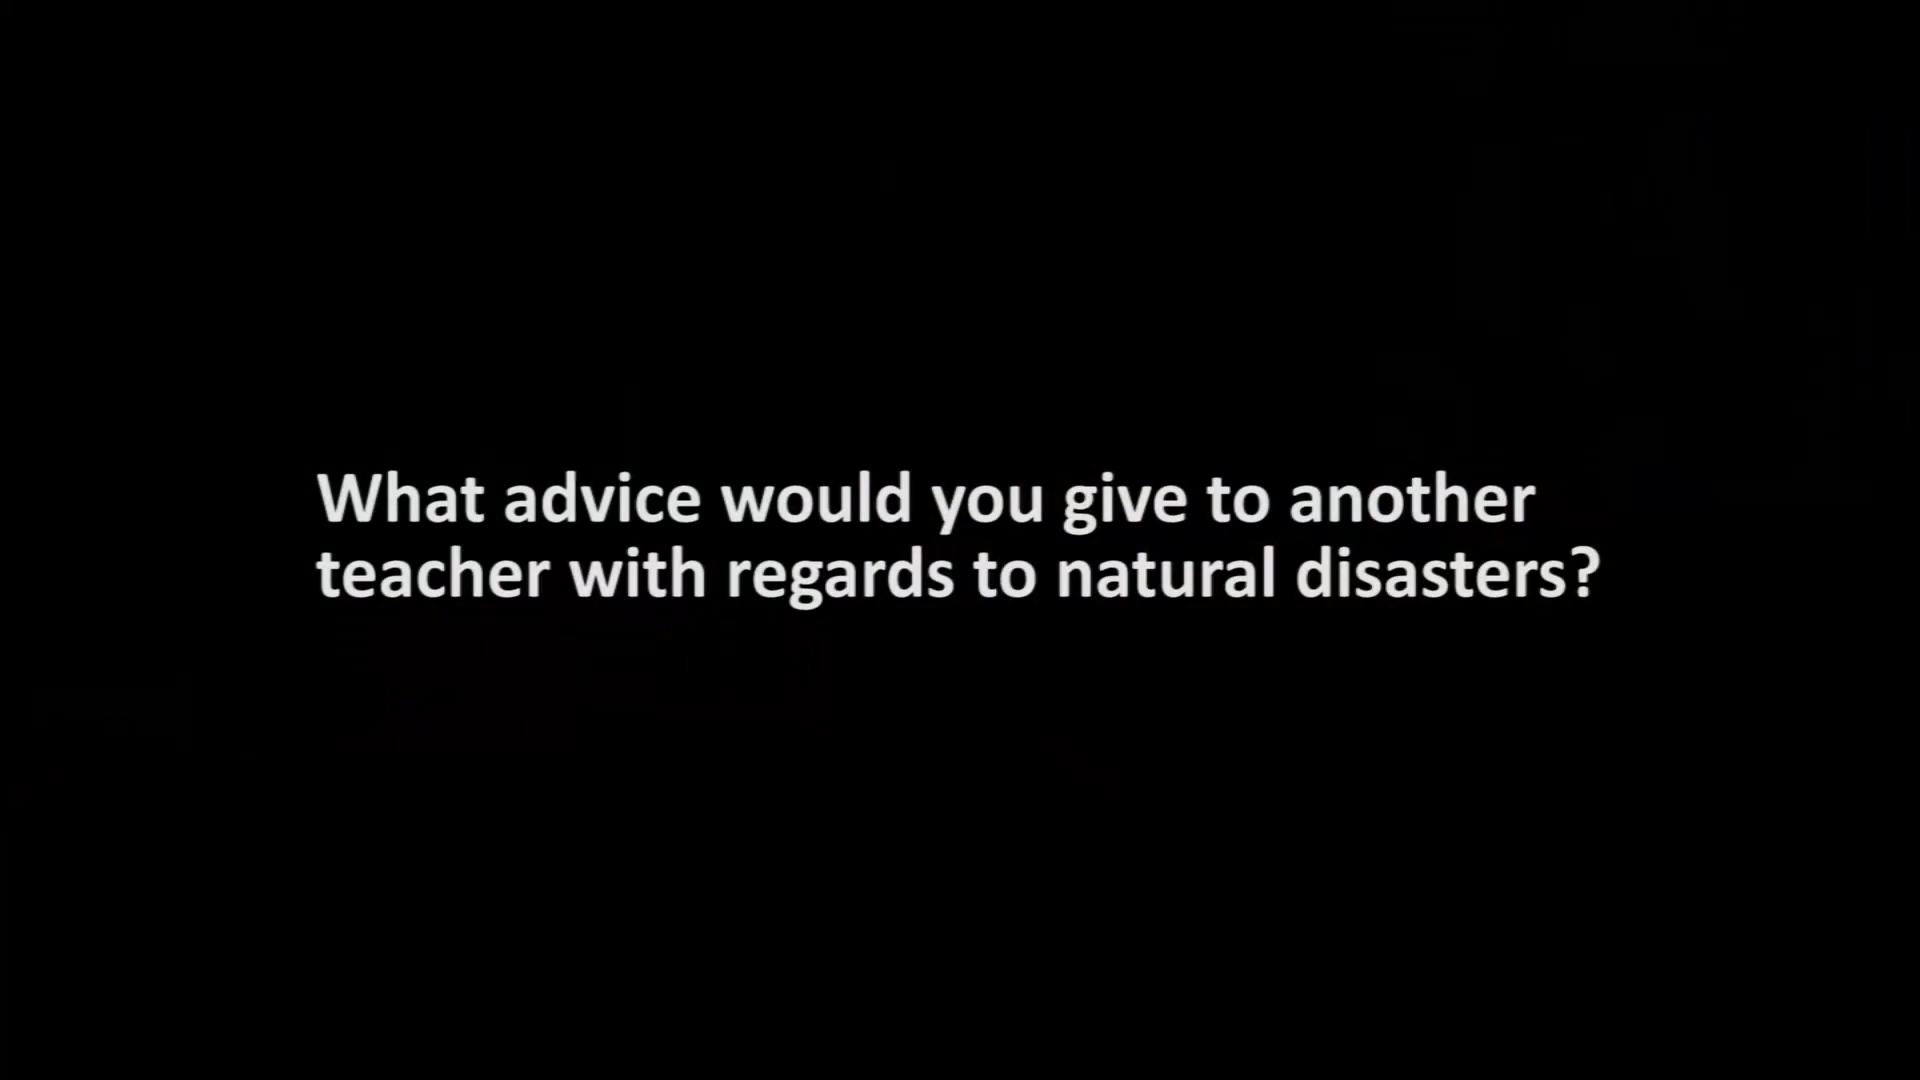 What advice would you give to another
teacher with regards to natural disasters?